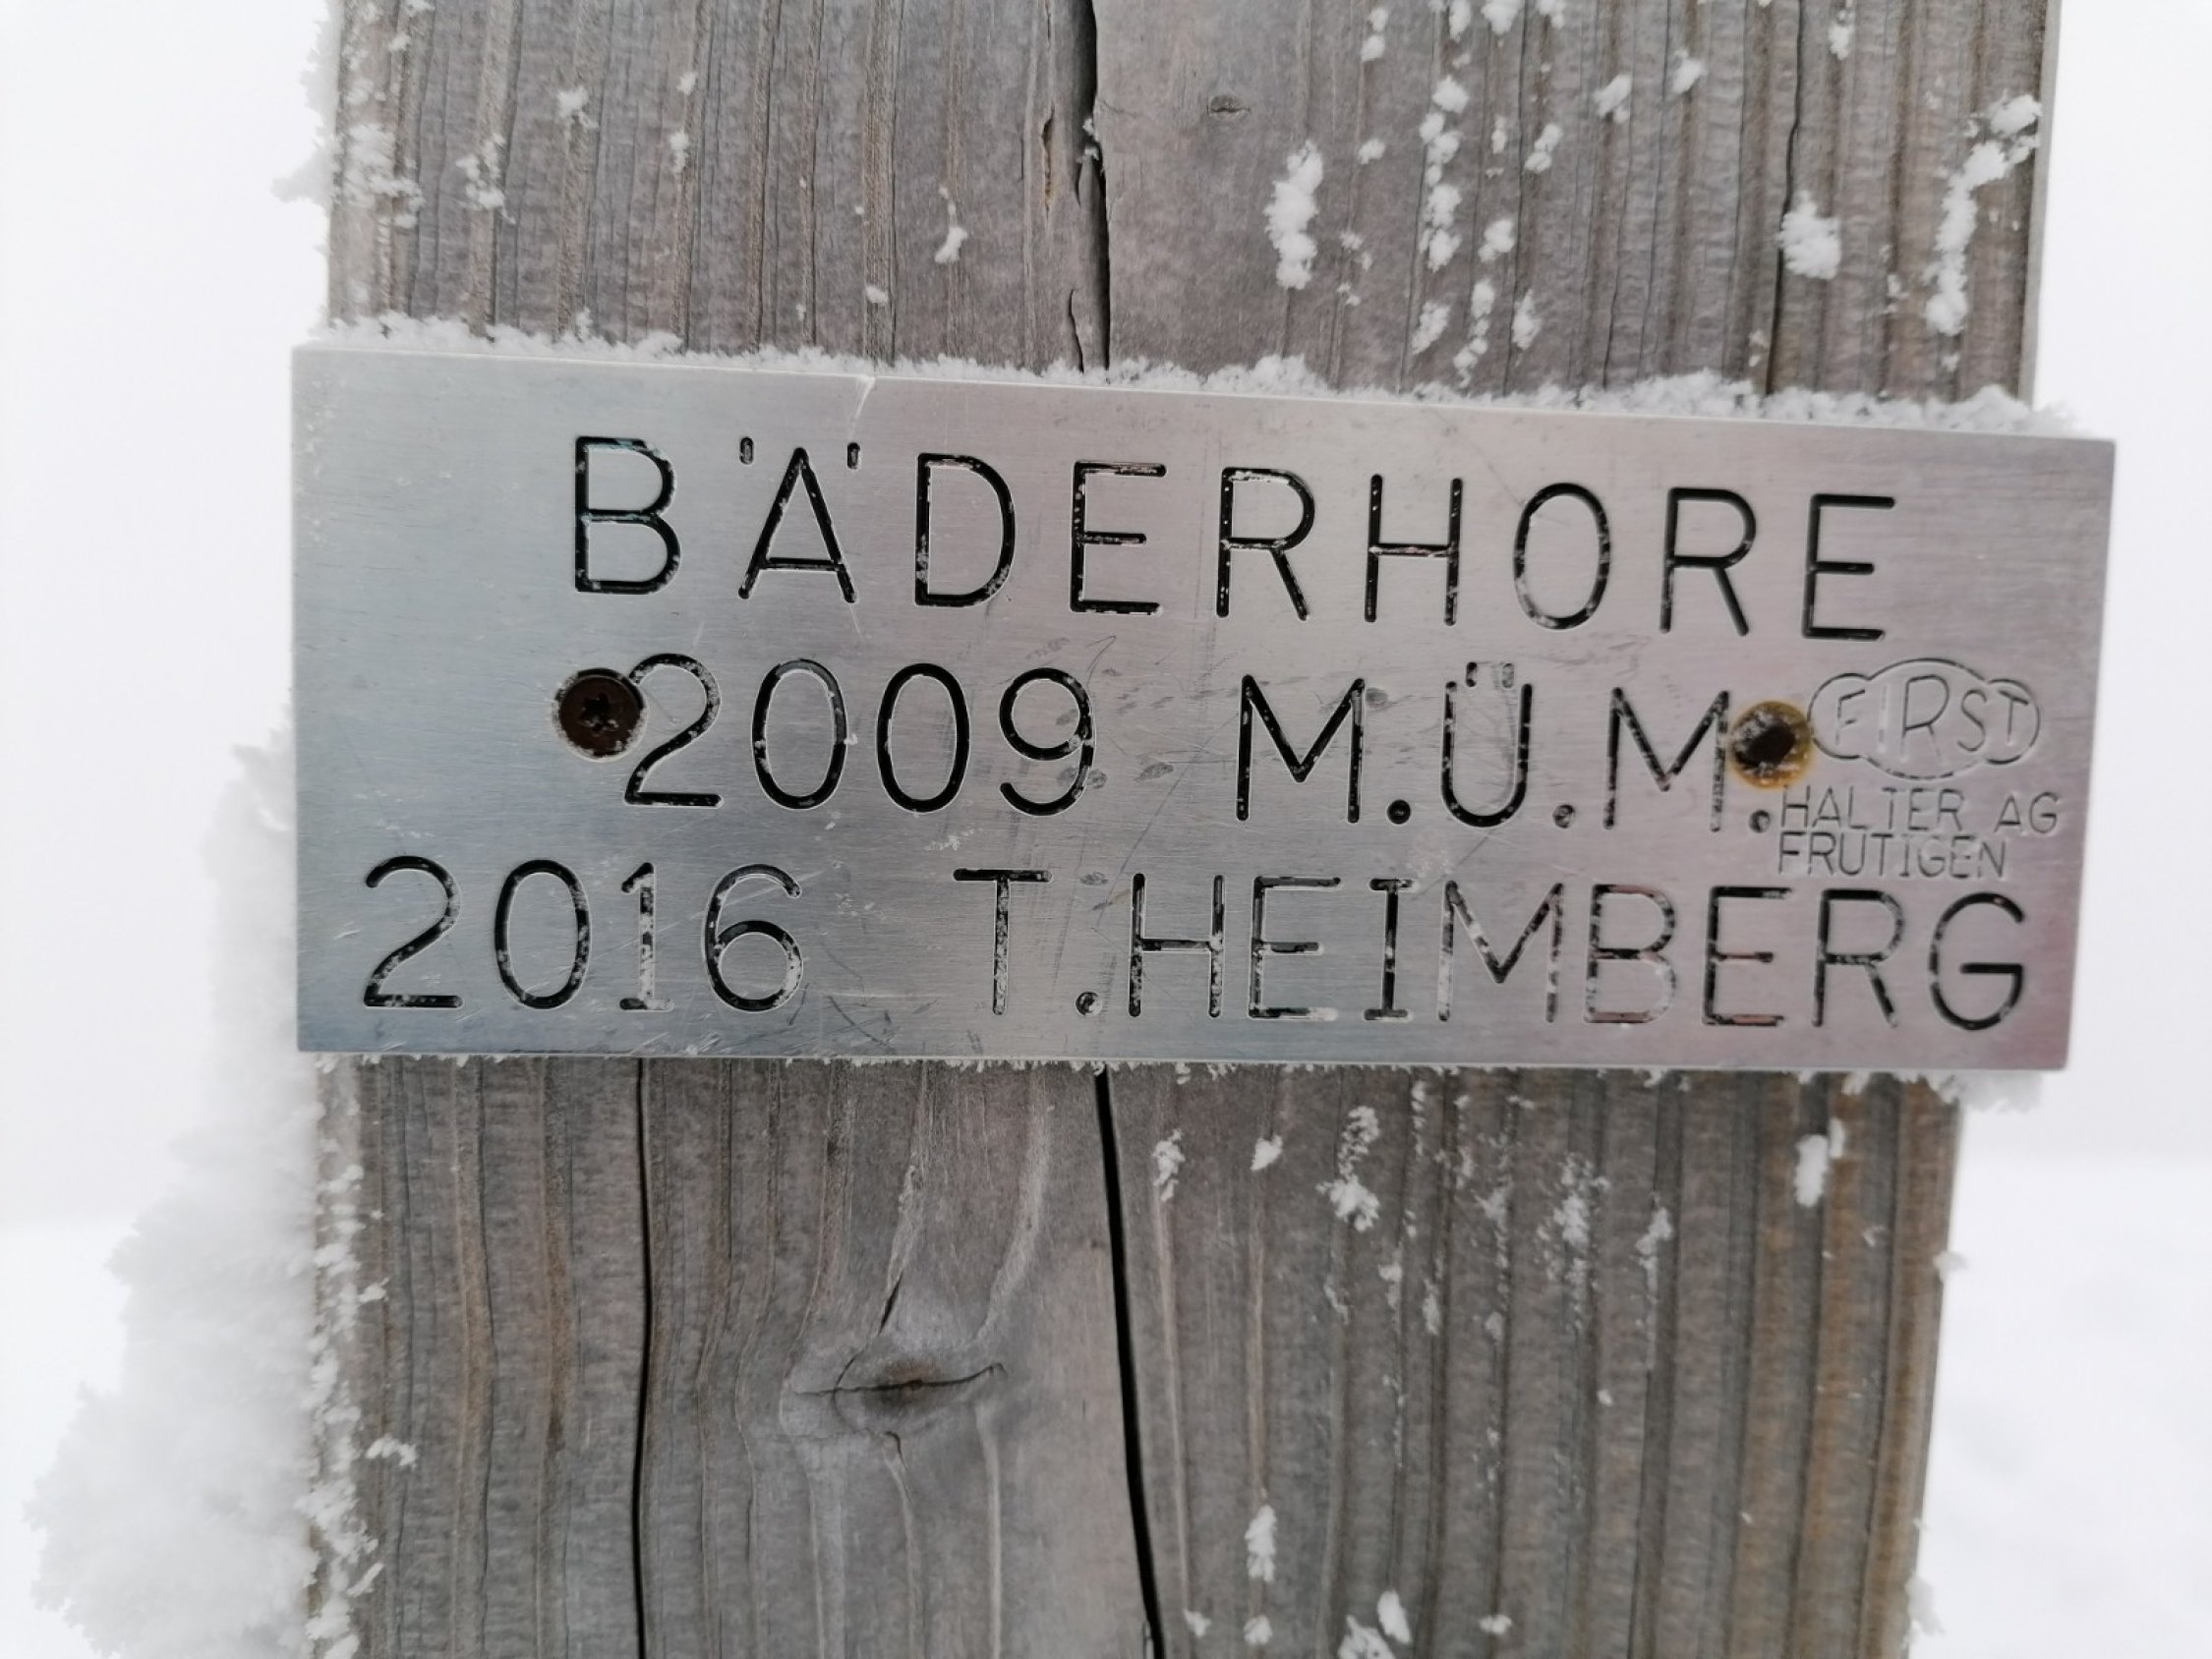 BÄDERHORE
2009 M.Ü.M.
FIRST
HALTER AG
FRUTIGEN
2016 T.HEIMBERG